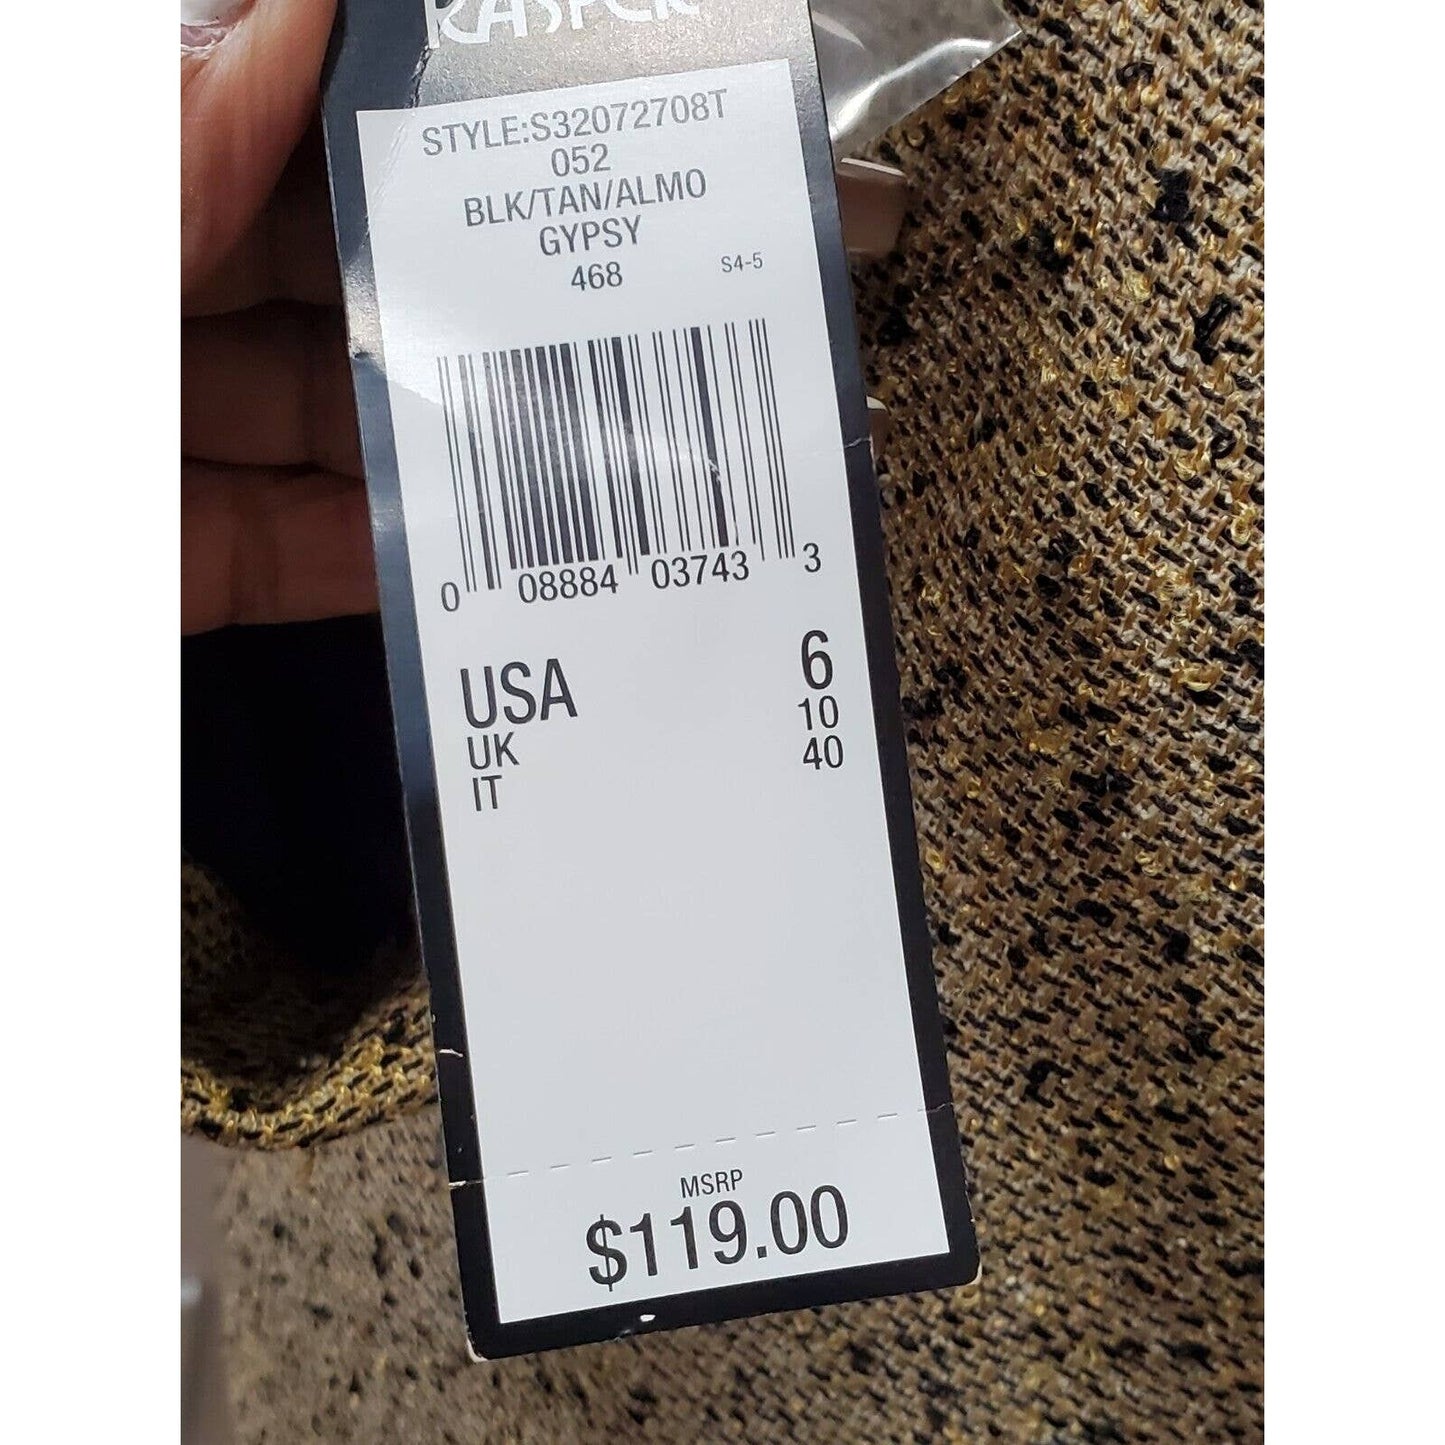 KASPER
STYLE:S32072708T
052
BLK/TAN/ALMO
GYPSY
468 S4-5
0 08884 03743 3
USA 6
UK 10
IT 40
MSRP
$119.00